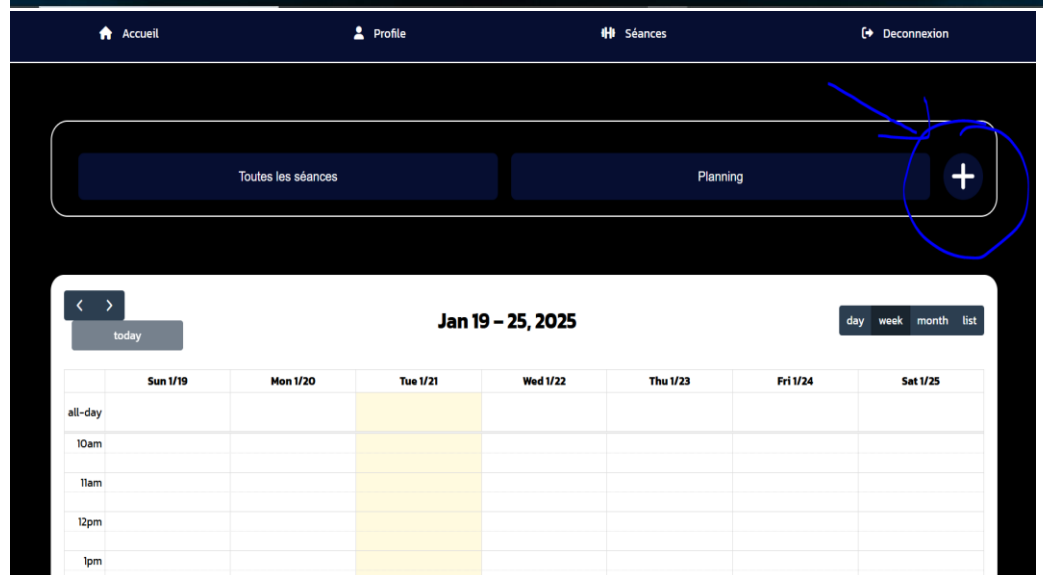 Accueil Profile Séances Deconnexion
Toutes les séances Planning
Jan 19 – 25, 2025
today
day week month list
Sun 1/19 Mon 1/20 Tue 1/21 Wed 1/22 Thu 1/23 Fri 1/24 Sat 1/25
all-day
10am
11am
12pm
1pm